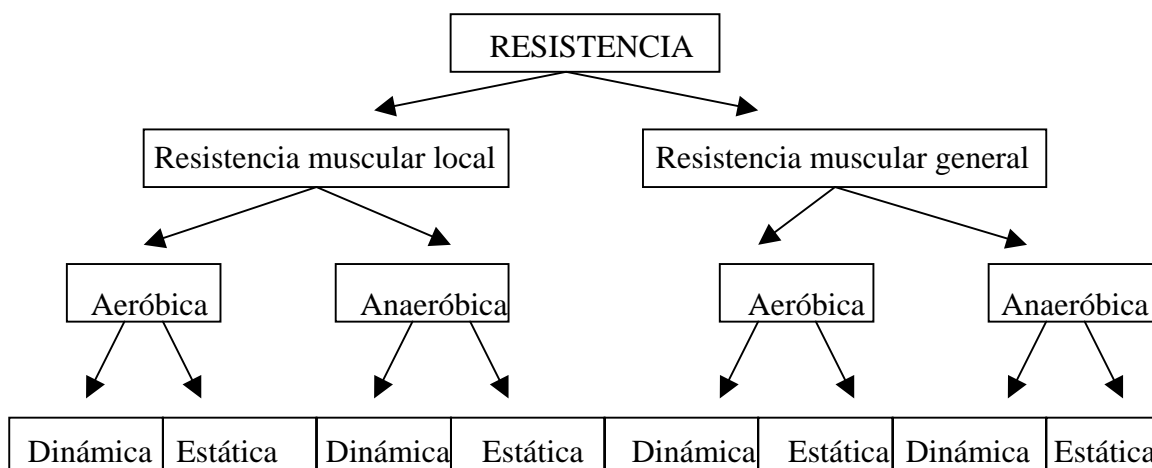 RESISTENCIA
Resistencia muscular local
Resistencia muscular general
Aeróbica
Anaeróbica
Aeróbica
Anaeróbica
Dinámica
Estática
Dinámica
Estática
Dinámica
Estática
Dinámica
Estática